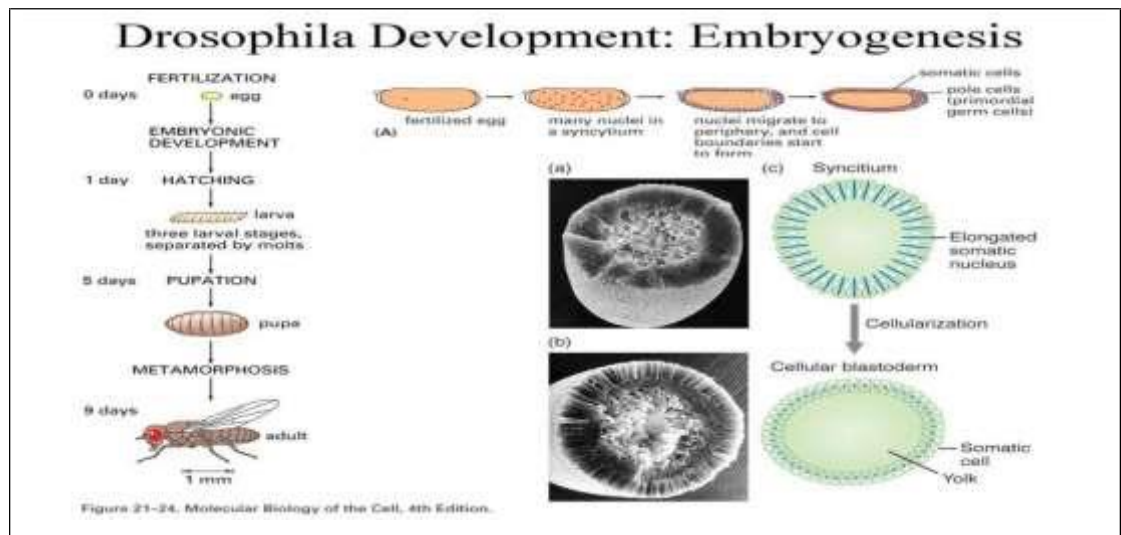 Drosophila Development: Embryogenesis
FERTILIZATION
0 days
egg
EMBRYONIC
DEVELOPMENT
1 day
HATCHING
larva
three larval stages,
separated by molts
5 days
PUPATION
pupa
METAMORPHOSIS
9 days
adult
1 mm
Figure 21-24. Molecular Biology of the Cell, 4th Edition.
(A)
fertilized egg
many nuclei in
a syncytium
nuclei migrate to
periphery, and cell
boundaries start
to form
somatic cells
pole cells
(primordial
germ cells)
(a)
(b)
(c)
Syncitium
Elongated
somatic
nucleus
Cellularization
Cellular blastoderm
Somatic
cell
Yolk